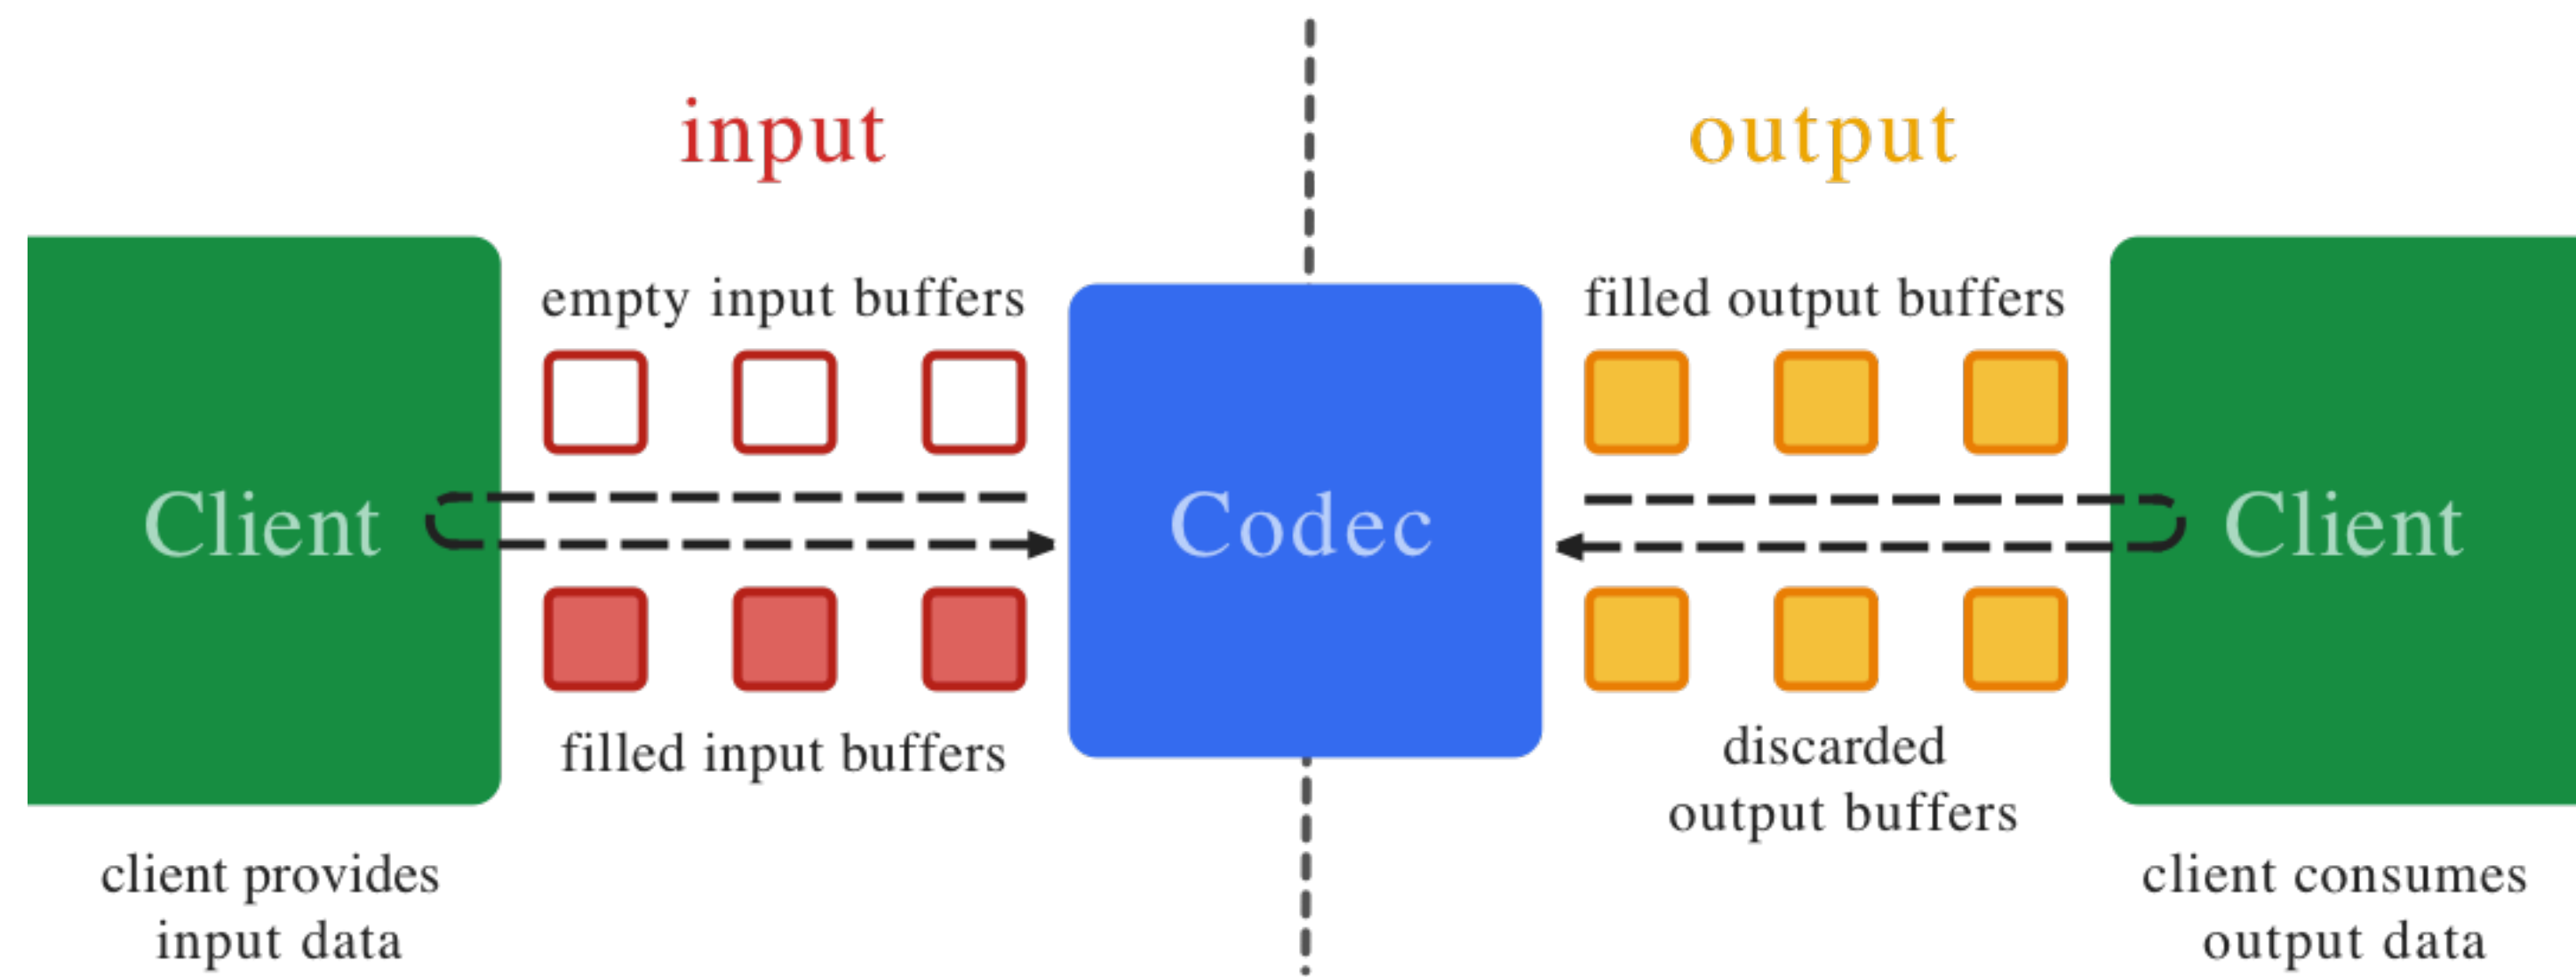 input
output
empty input buffers
filled output buffers
Client
Codec
Client
filled input buffers
discarded
output buffers
client provides
input data
client consumes
output data